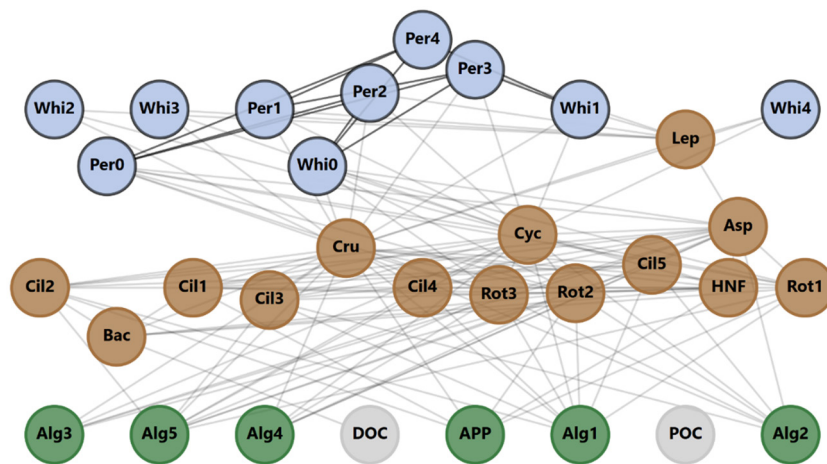 Per4
Per3
Per2
Whi2
Whi3
Per1
Whi1
Whi4
Lep
Per0
Whi0
Asp
Cyc
Cru
Cil5
Cil2
Cil1
Cil3
Cil4
Rot3
Rot2
HNF
Rot1
Bac
Alg3
Alg5
Alg4
DOC
APP
Alg1
POC
Alg2